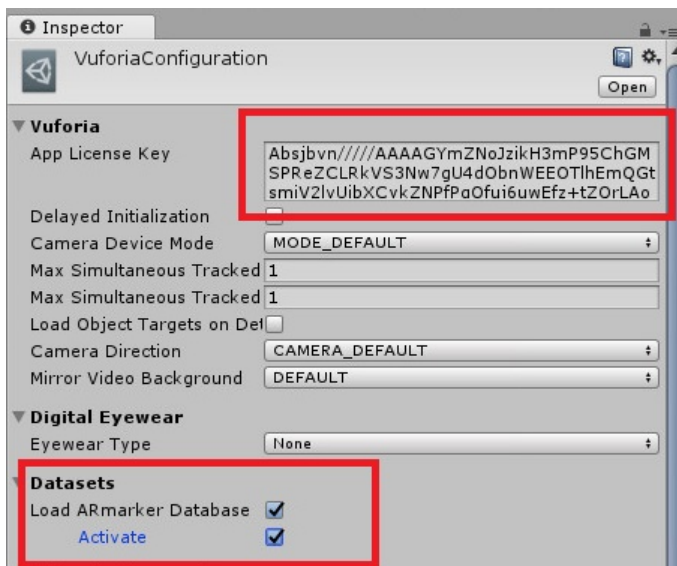 Inspector
VuforiaConfiguration
Open
Vuforia
App License Key
Absjbvn/////AAAAGYmZNoJzikH3mP95ChGM
SPReZCLRkVS3Nw7gU4dObnWEEOTlhEmQGt
smiV2lvUibXCvkZNPfPqOfui6uwEfz+tZOrLAo
Delayed Initialization
Camera Device Mode MODE_DEFAULT
Max Simultaneous Tracked 1
Max Simultaneous Tracked 1
Load Object Targets on Det
Camera Direction CAMERA_DEFAULT
Mirror Video Background DEFAULT
Digital Eyewear
Eyewear Type None
Datasets
Load ARmarker Database
Activate